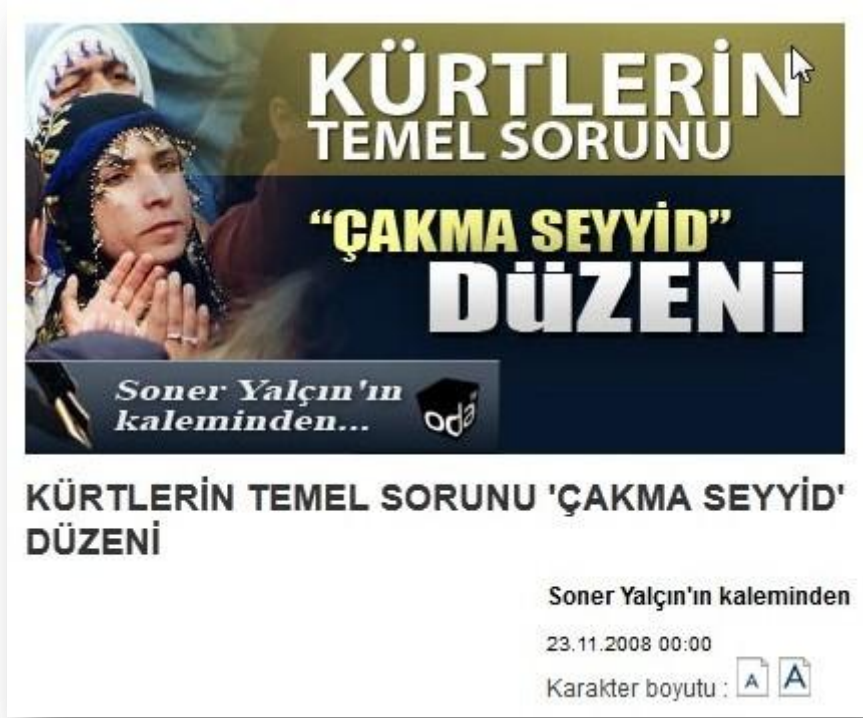 KÜRTLERİN
TEMEL SORUNU
“ÇAKMA SEYYİD”
DÜZENİ
Soner Yalçın'ın
kaleminden...
oda
KÜRTLERİN TEMEL SORUNU 'ÇAKMA SEYYİD'
DÜZENİ
Soner Yalçın'ın kaleminden
23.11.2008 00:00
Karakter boyutu : A A